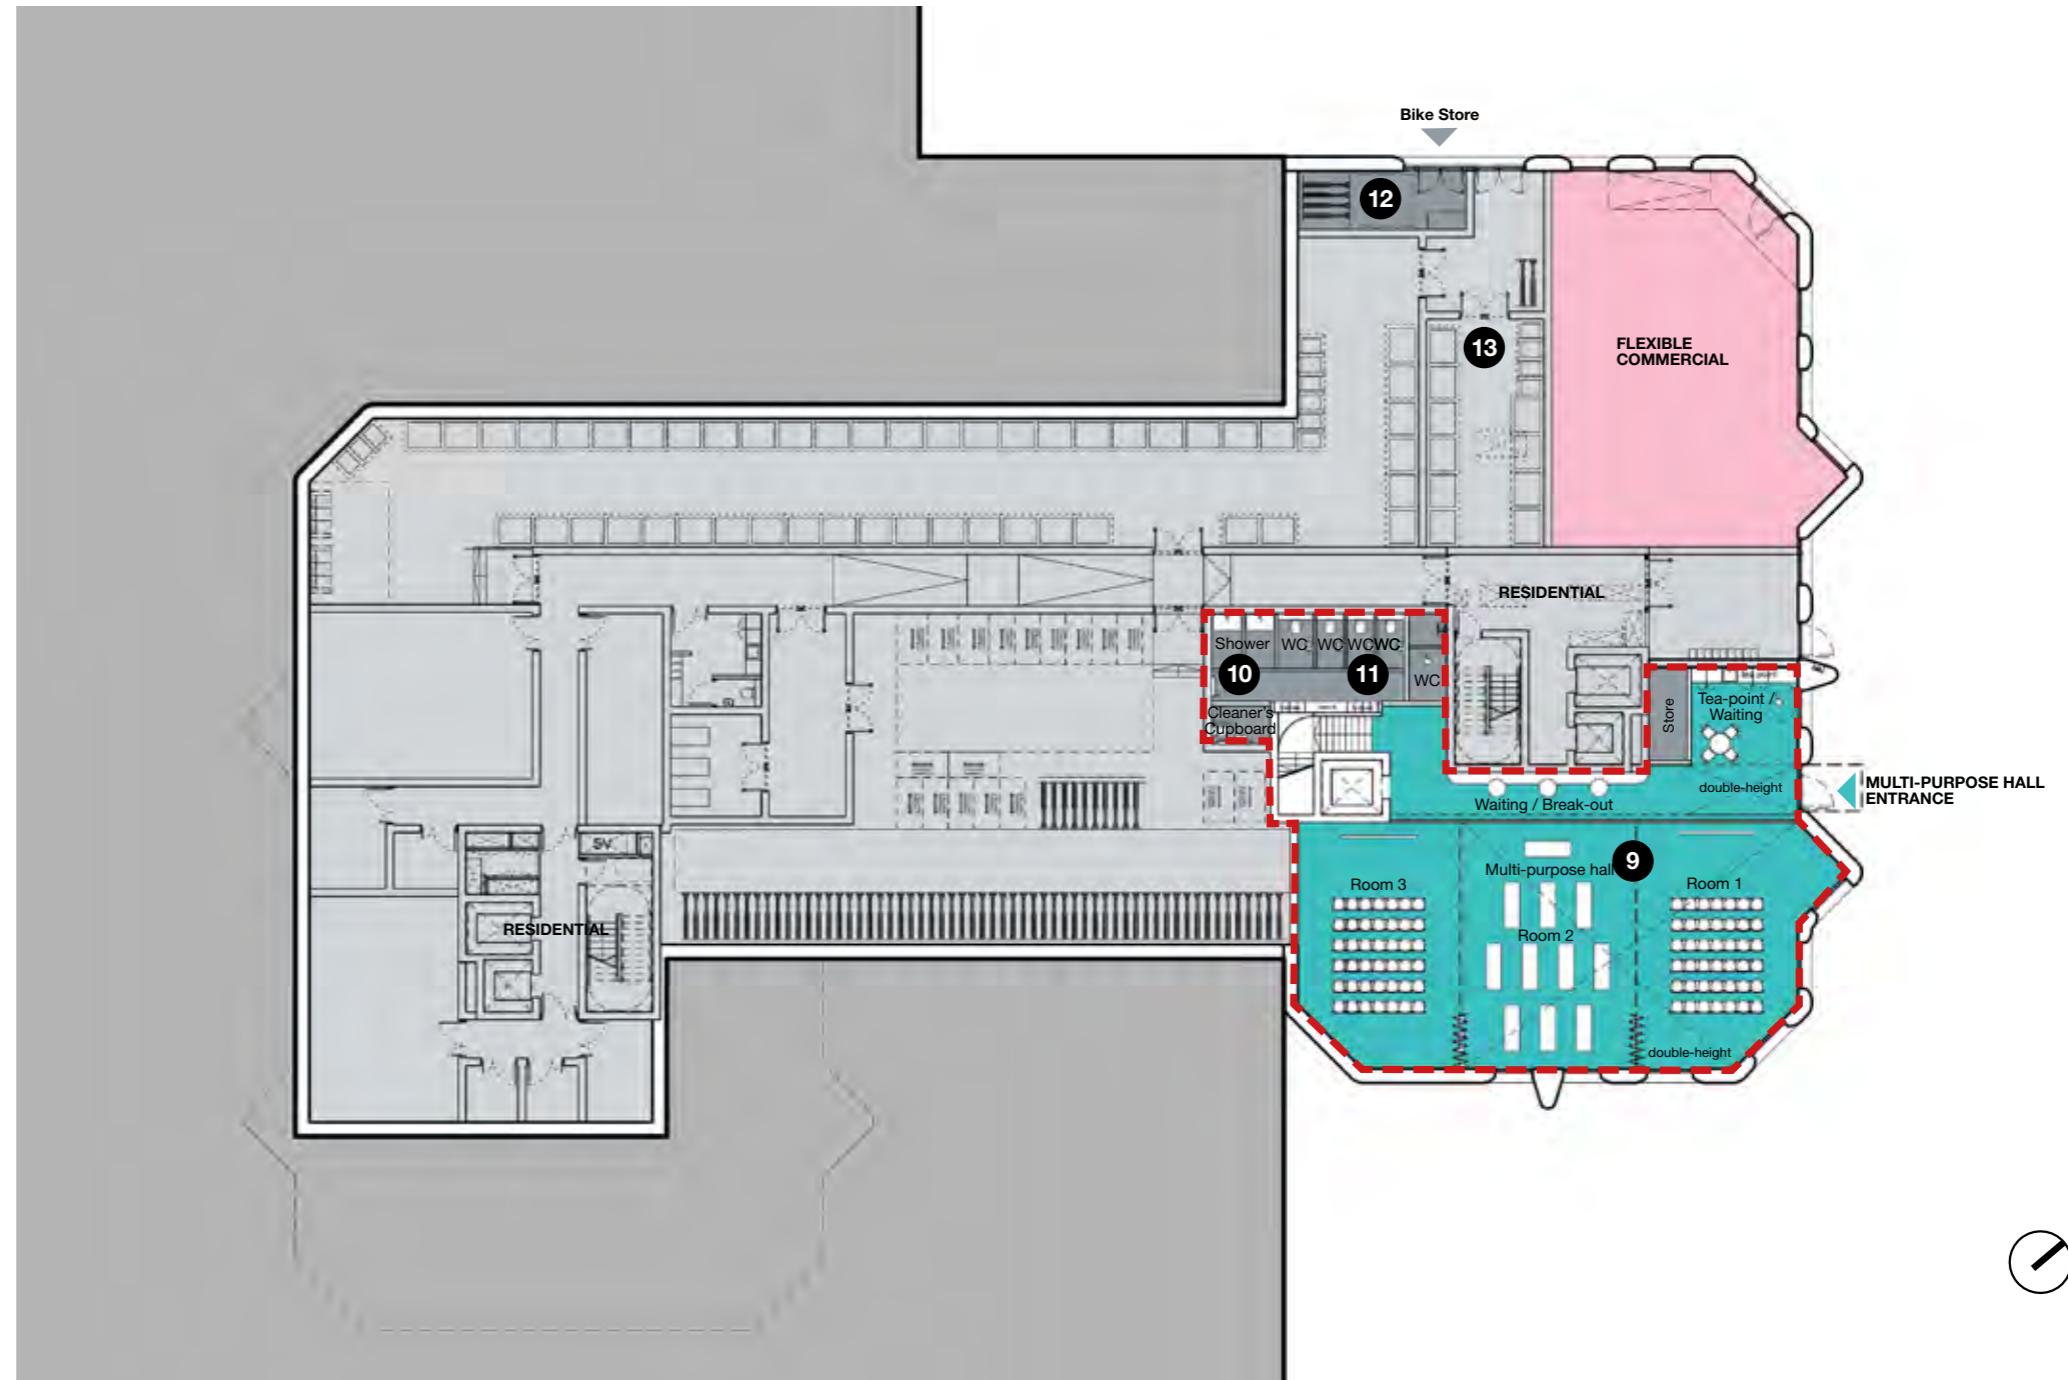 Bike Store
12
13
FLEXIBLE
COMMERCIAL
RESIDENTIAL
Shower
WC
WC
WC
WC
10
11
WC
Cleaner's
Cupboard
Store
Tea-point /
Waiting
double-height
MULTI-PURPOSE HALL
ENTRANCE
Waiting / Break-out
SV
9
Multi-purpose hall
Room 3
Room 1
RESIDENTIAL
Room 2
double-height